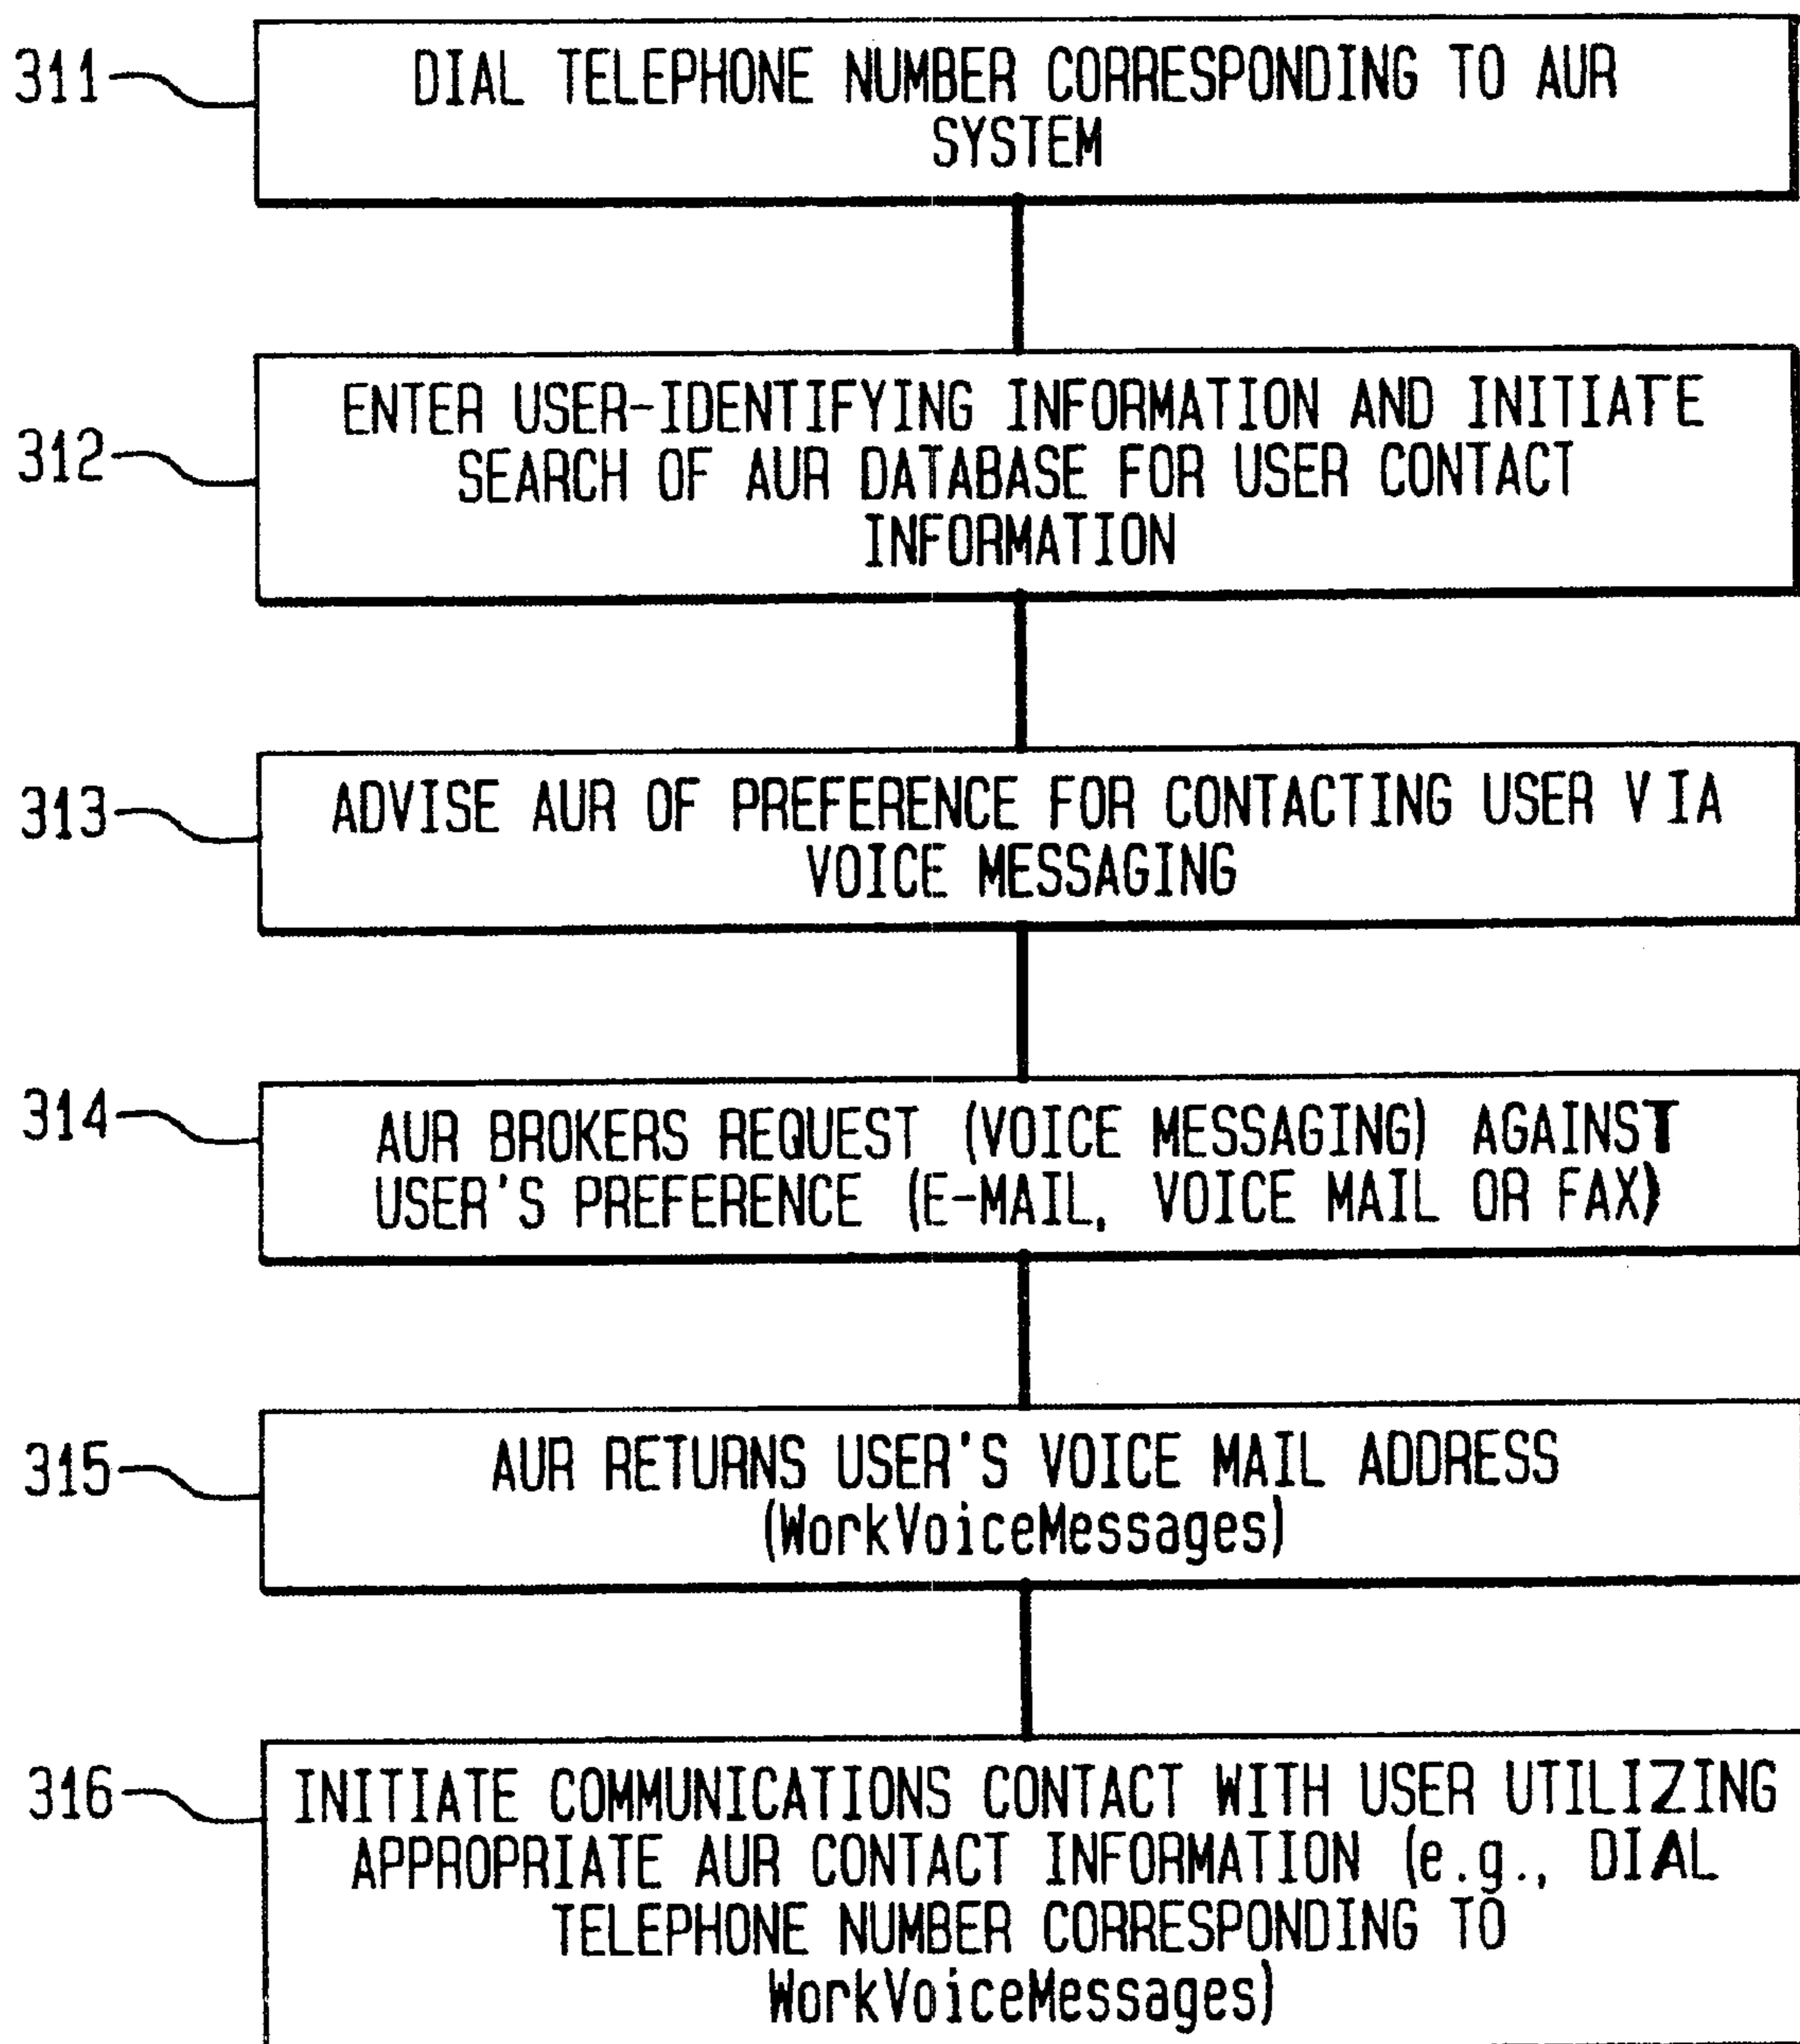 311
DIAL TELEPHONE NUMBER CORRESPONDING TO AUR
SYSTEM
312
ENTER USER-IDENTIFYING INFORMATION AND INITIATE
SEARCH OF AUR DATABASE FOR USER CONTACT
INFORMATION
313
ADVISE AUR OF PREFERENCE FOR CONTACTING USER VIA
VOICE MESSAGING
314
AUR BROKERS REQUEST (VOICE MESSAGING) AGAINST
USER'S PREFERENCE (E-MAIL, VOICE MAIL OR FAX)
315
AUR RETURNS USER'S VOICE MAIL ADDRESS
(WorkVoiceMessages)
316
INITIATE COMMUNICATIONS CONTACT WITH USER UTILIZING
APPROPRIATE AUR CONTACT INFORMATION (e.g., DIAL
TELEPHONE NUMBER CORRESPONDING TO
WorkVoiceMessages)